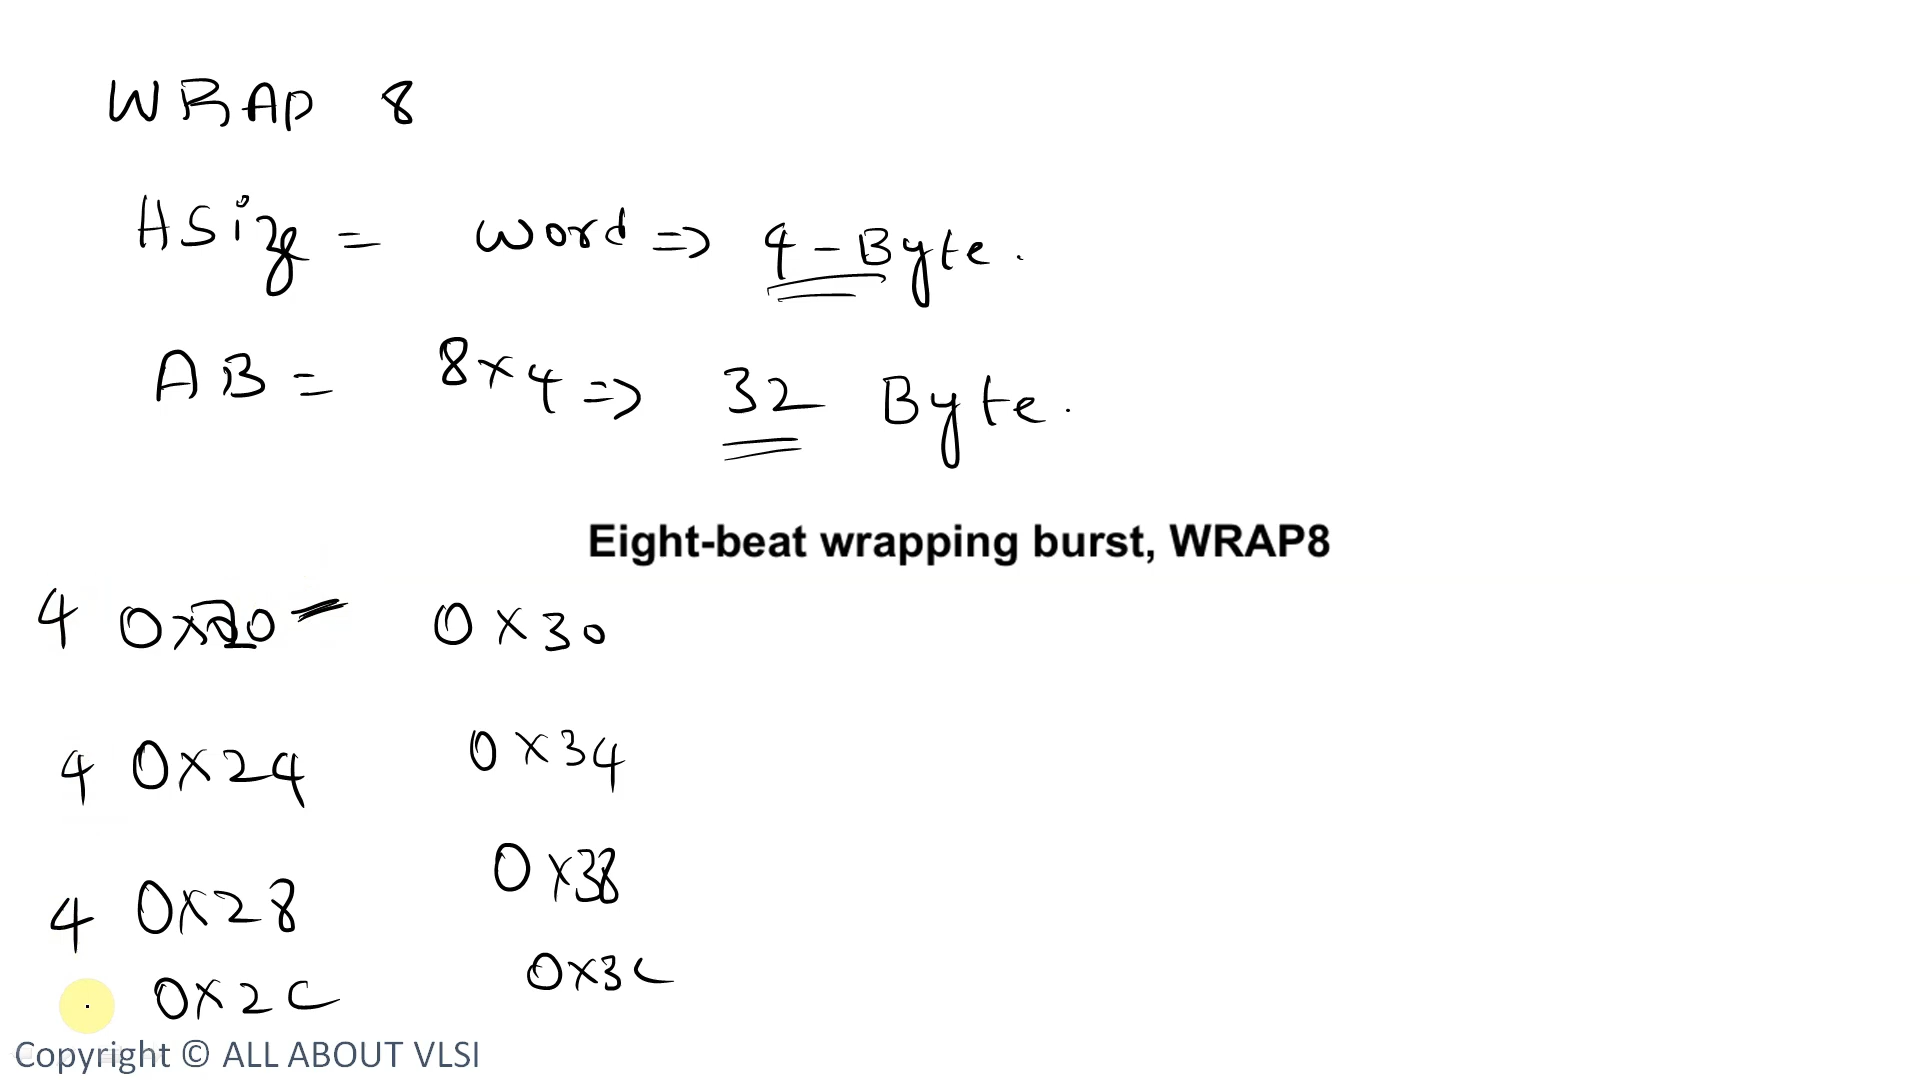 WRAP 8
HSize = word => 4-Byte.
AB = 8x4 => 32 Byte.
Eight-beat wrapping burst, WRAP8
4 0x20 - 0x30
4 0x24 0x34
4 0x28 0x38
0x2C 0x3C
Copyright © ALL ABOUT VLSI